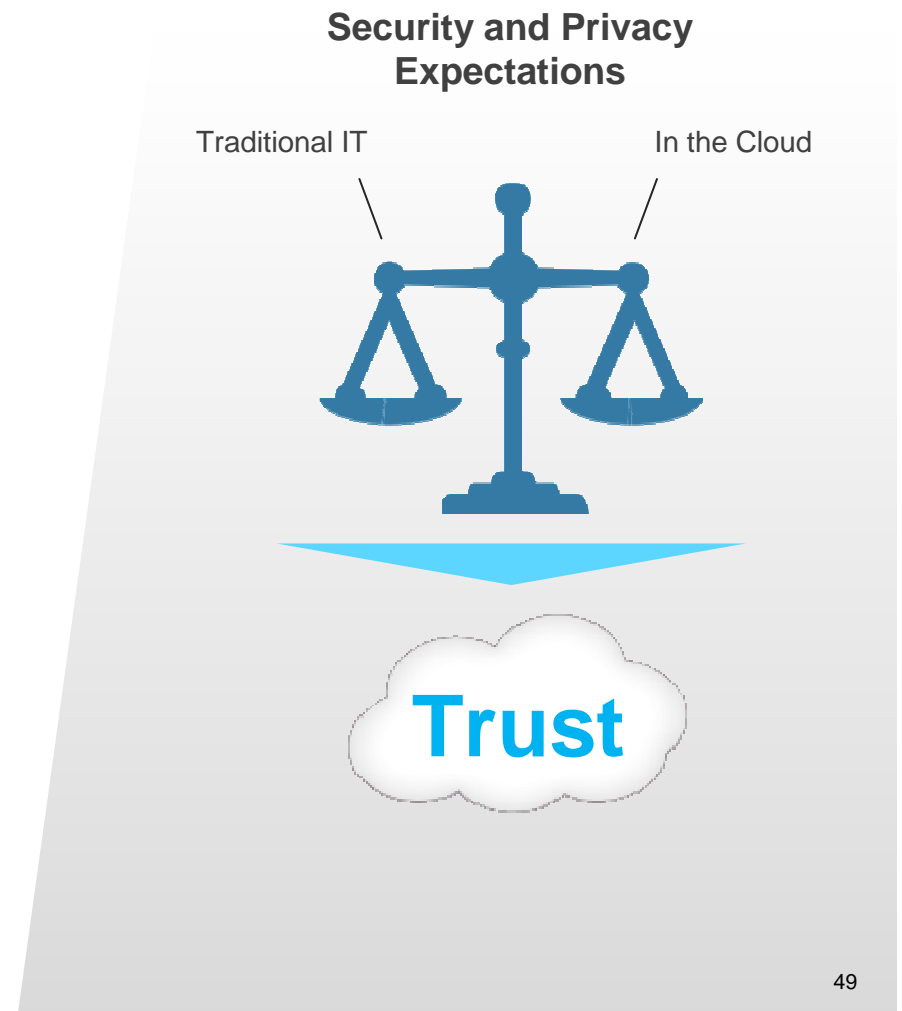 Security and Privacy
Expectations
Traditional IT
In the Cloud
Trust
49